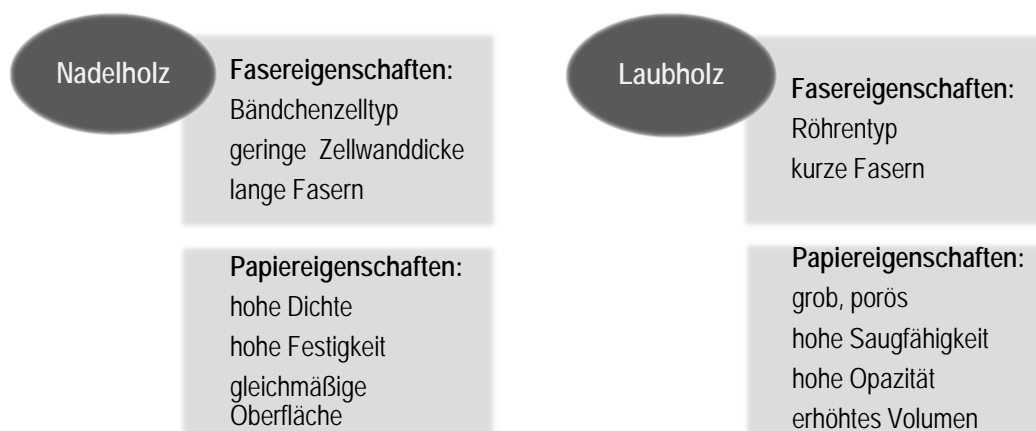 Nadelholz
Fasereigenschaften:
Bändchenzelltyp
geringe Zellwanddicke
lange Fasern
Papiereigenschaften:
hohe Dichte
hohe Festigkeit
gleichmäßige
Oberfläche
Laubholz
Fasereigenschaften:
Röhrentyp
kurze Fasern
Papiereigenschaften:
grob, porös
hohe Saugfähigkeit
hohe Opazität
erhöhtes Volumen